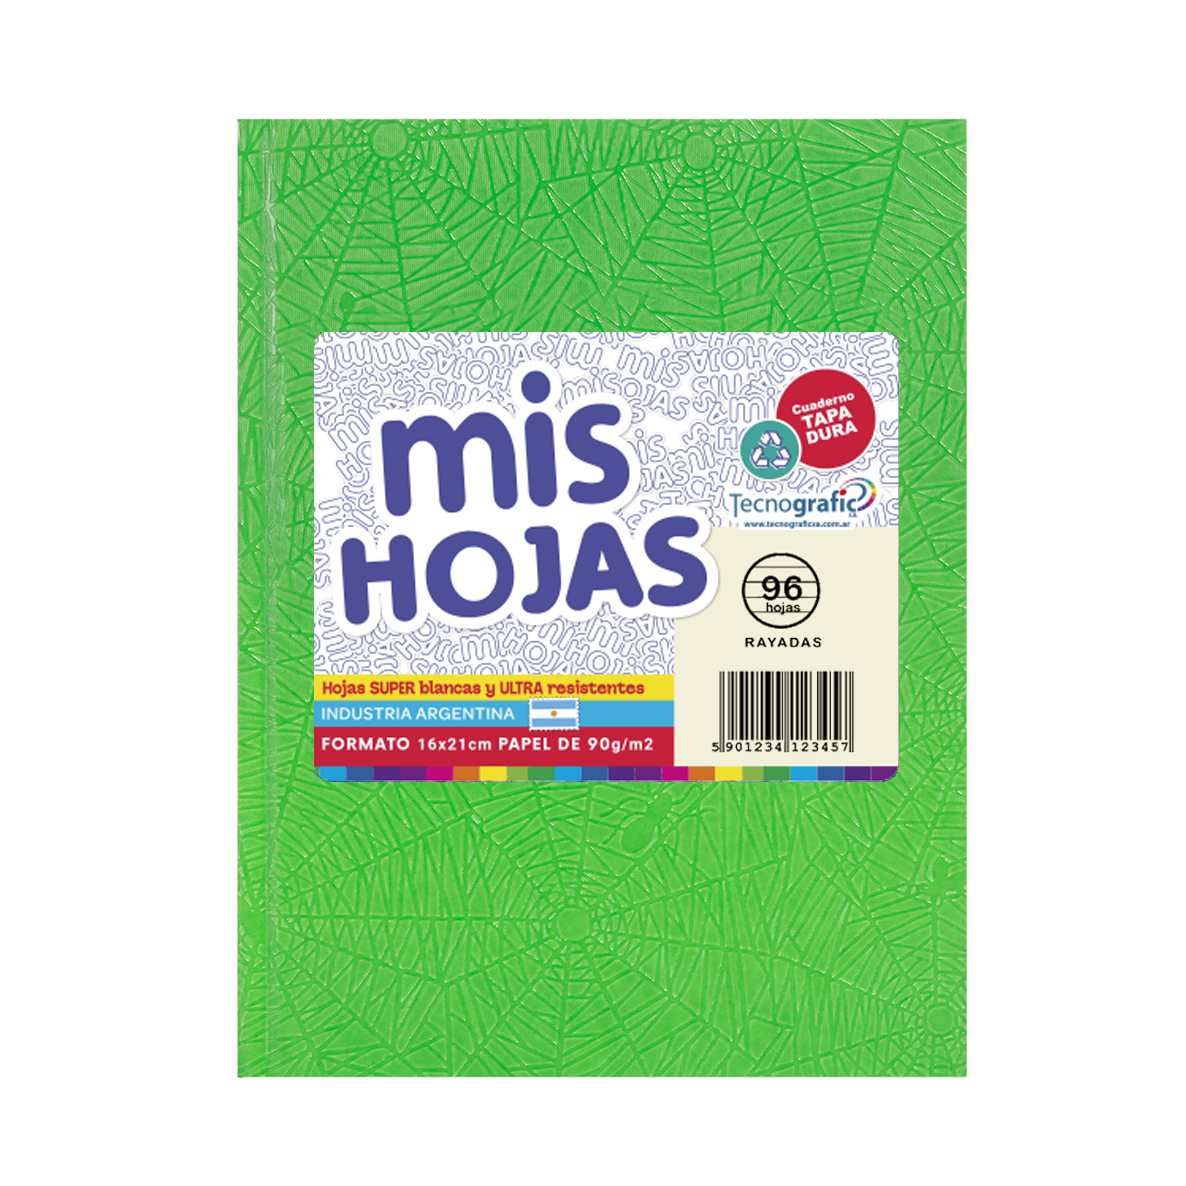 mis
HOJAS
Cuaderno
TAPA
DURA
Tecnografic
www.tecnograficsa.com.ar
96
hojas
RAYADAS
Hojas SUPER blancas y ULTRA resistentes
INDUSTRIA ARGENTINA
FORMATO 16x21cm PAPEL DE 90g/m2
5 901234 123457